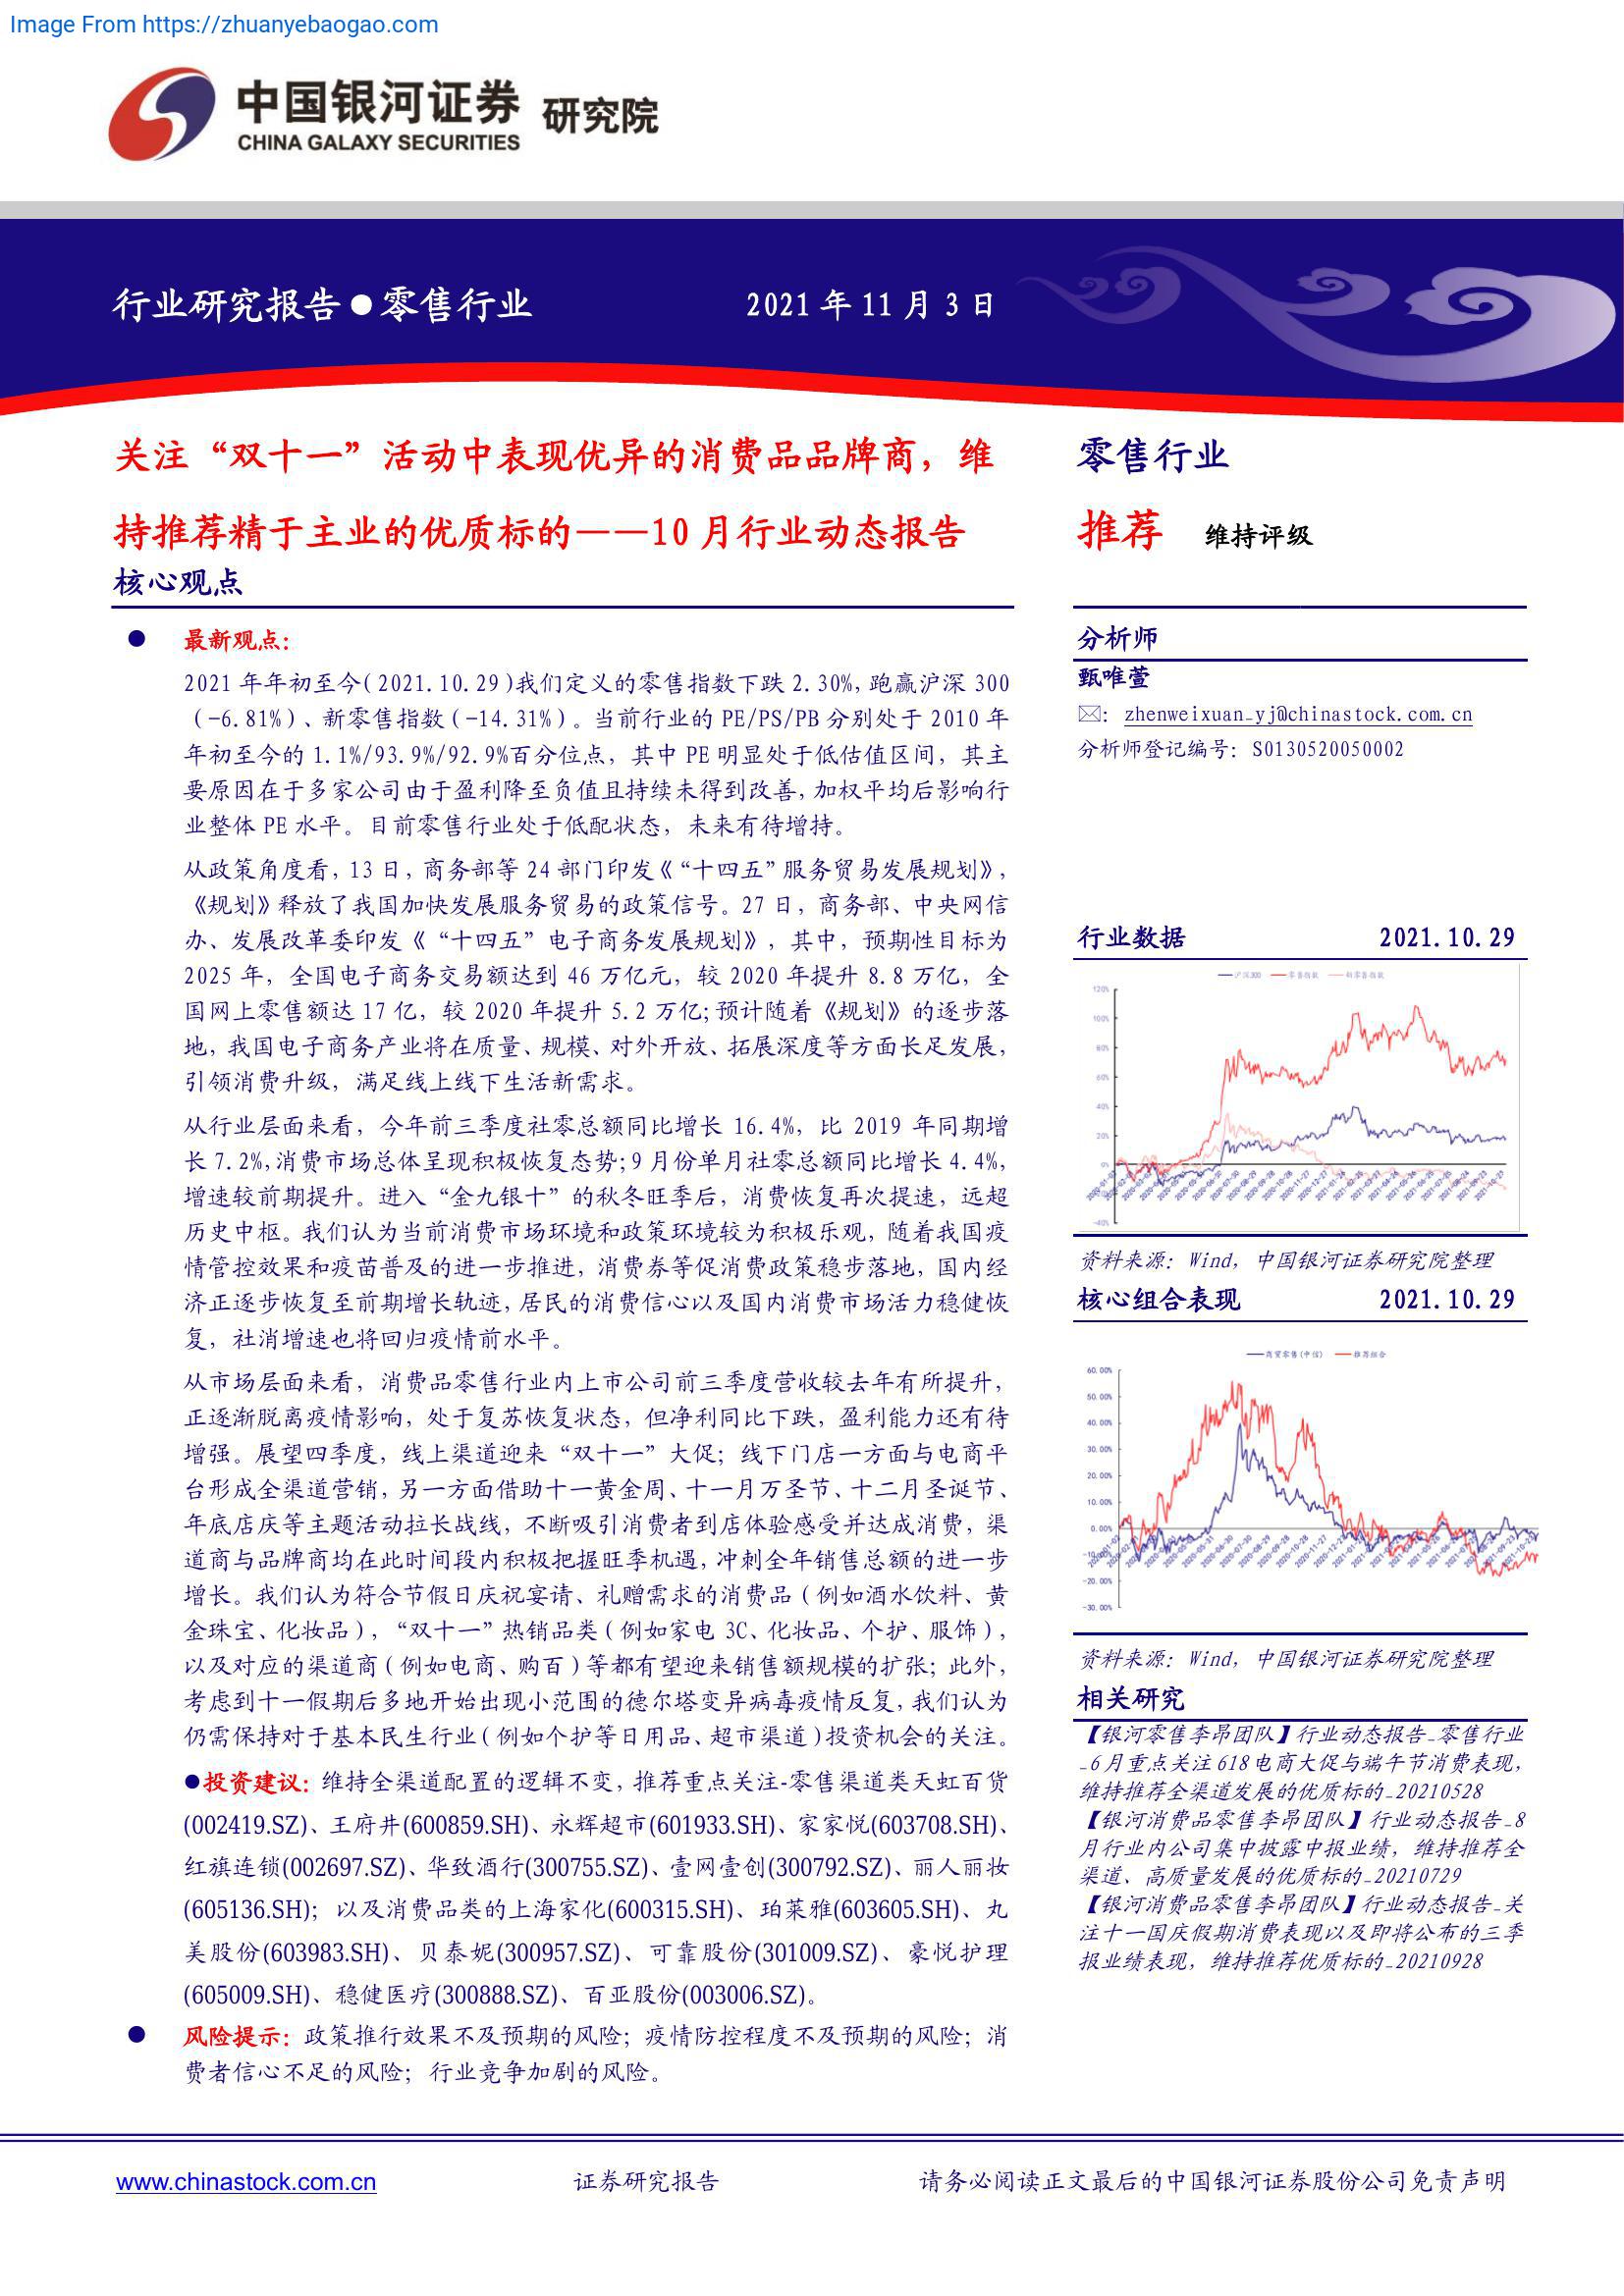 Image From https://zhuanyebaogao.com
中国银河证券 研究院
CHINA GALAXY SECURITIES
行业研究报告●零售行业 2021 年 11 月 3 日
关注“双十一”活动中表现优异的消费品品牌商，维
持推荐精于主业的优质标的——10 月行业动态报告
核心观点
● 最新观点：
2021 年年初至今(2021.10.29)我们定义的零售指数下跌 2.30%，跑赢沪深 300
（-6.81%）、新零售指数（-14.31%）。当前行业的 PE/PS/PB 分别处于 2010 年
年初至今的 1.1%/93.9%/92.9%百分位点，其中 PE 明显处于低估值区间，其主
要原因在于多家公司由于盈利降至负值且持续未得到改善，加权平均后影响行
业整体 PE 水平。目前零售行业处于低配状态，未来有待增持。
从政策角度看，13 日，商务部等 24 部门印发《“十四五”服务贸易发展规划》，
《规划》释放了我国加快发展服务贸易的政策信号。27 日，商务部、中央网信
办、发展改革委印发《“十四五”电子商务发展规划》，其中，预期性目标为
2025 年，全国电子商务交易额达到 46 万亿元，较 2020 年提升 8.8 万亿，全
国网上零售额达 17 亿，较 2020 年提升 5.2 万亿；预计随着《规划》的逐步落
地，我国电子商务产业将在质量、规模、对外开放、拓展深度等方面长足发展，
引领消费升级，满足线上线下生活新需求。
从行业层面来看，今年前三季度社零总额同比增长 16.4%，比 2019 年同期增
长 7.2%，消费市场总体呈现积极恢复态势；9 月份单月社零总额同比增长 4.4%，
增速较前期提升。进入“金九银十”的秋冬旺季后，消费恢复再次提速，远超
历史中枢。我们认为当前消费市场环境和政策环境较为积极乐观，随着我国疫
情管控效果和疫苗普及的进一步推进，消费券等促消费政策稳步落地，国内经
济正逐步恢复至前期增长轨迹，居民的消费信心以及国内消费市场活力稳健恢
复，社消增速也将回归疫情前水平。
从市场层面来看，消费品零售行业内上市公司前三季度营收较去年有所提升，
正逐渐脱离疫情影响，处于复苏恢复状态，但净利同比下跌，盈利能力还有待
增强。展望四季度，线上渠道迎来“双十一”大促；线下门店一方面与电商平
台形成全渠道营销，另一方面借助十一黄金周、十一月万圣节、十二月圣诞节、
年底店庆等主题活动拉长战线，不断吸引消费者到店体验感受并达成消费，渠
道商与品牌商均在此时间段内积极把握旺季机遇，冲刺全年销售总额的进一步
增长。我们认为符合节假日庆祝宴请、礼赠需求的消费品（例如酒水饮料、黄
金珠宝、化妆品），“双十一”热销品类（例如家电 3C、化妆品、个护、服饰），
以及对应的渠道商（例如电商、购百）等都有望迎来销售额规模的扩张；此外，
考虑到十一假期后多地开始出现小范围的德尔塔变异病毒疫情反复，我们认为
仍需保持对于基本民生行业（例如个护等日用品、超市渠道）投资机会的关注。
●投资建议：维持全渠道配置的逻辑不变，推荐重点关注-零售渠道类天虹百货
(002419.SZ)、王府井(600859.SH)、永辉超市(601933.SH)、家家悦(603708.SH)、
红旗连锁(002697.SZ)、华致酒行(300755.SZ)、壹网壹创(300792.SZ)、丽人丽妆
(605136.SH)；以及消费品类的上海家化(600315.SH)、珀莱雅(603605.SH)、丸
美股份(603983.SH)、贝泰妮(300957.SZ)、可靠股份(301009.SZ)、豪悦护理
(605009.SH)、稳健医疗(300888.SZ)、百亚股份(003006.SZ)。
● 风险提示：政策推行效果不及预期的风险；疫情防控程度不及预期的风险；消
费者信心不足的风险；行业竞争加剧的风险。
零售行业
推荐 维持评级
分析师
甄唯萱
✉：zhenweixuan_yj@chinastock.com.cn
分析师登记编号：S0130520050002
行业数据 2021.10.29
沪深300 零售指数 新零售指数
120%
100%
80%
60%
40%
20%
0%
-40%
资料来源：Wind，中国银河证券研究院整理
核心组合表现 2021.10.29
商贸零售(中信) 推荐组合
60.00%
50.00%
40.00%
30.00%
20.00%
10.00%
0.00%
-20.00%
-30.00%
资料来源：Wind，中国银河证券研究院整理
相关研究
【银河零售李昂团队】行业动态报告_零售行业
_6 月重点关注 618 电商大促与端午节消费表现，
维持推荐全渠道发展的优质标的_20210528
【银河消费品零售李昂团队】行业动态报告_8
月行业内公司集中披露中报业绩，维持推荐全
渠道、高质量发展的优质标的_20210729
【银河消费品零售李昂团队】行业动态报告_关
注十一国庆假期消费表现以及即将公布的三季
报业绩表现，维持推荐优质标的_20210928
www.chinastock.com.cn 证券研究报告 请务必阅读正文最后的中国银河证券股份公司免责声明